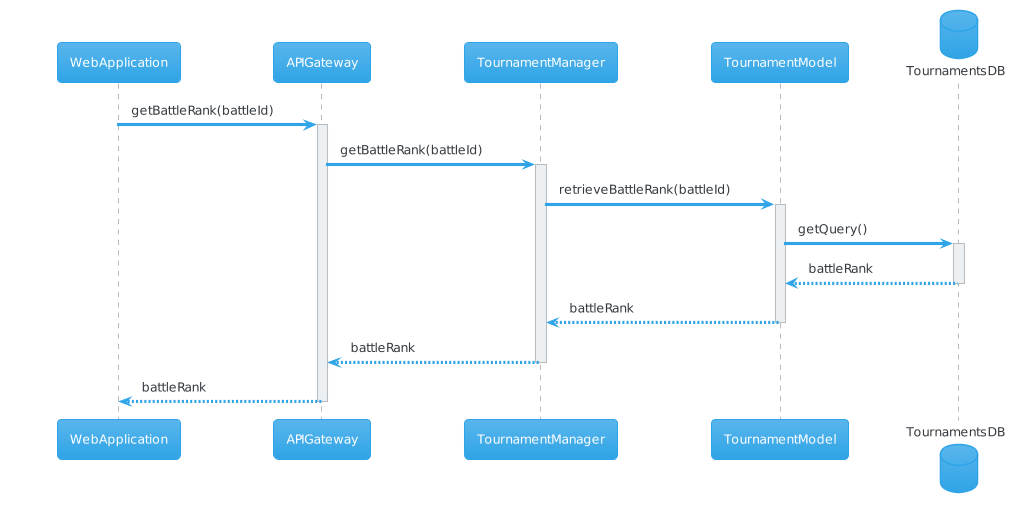 WebApplication
APIGateway
TournamentManager
TournamentModel
TournamentsDB
getBattleRank(battleId)
getBattleRank(battleId)
retrieveBattleRank(battleId)
getQuery()
battleRank
battleRank
battleRank
battleRank
WebApplication
APIGateway
TournamentManager
TournamentModel
TournamentsDB